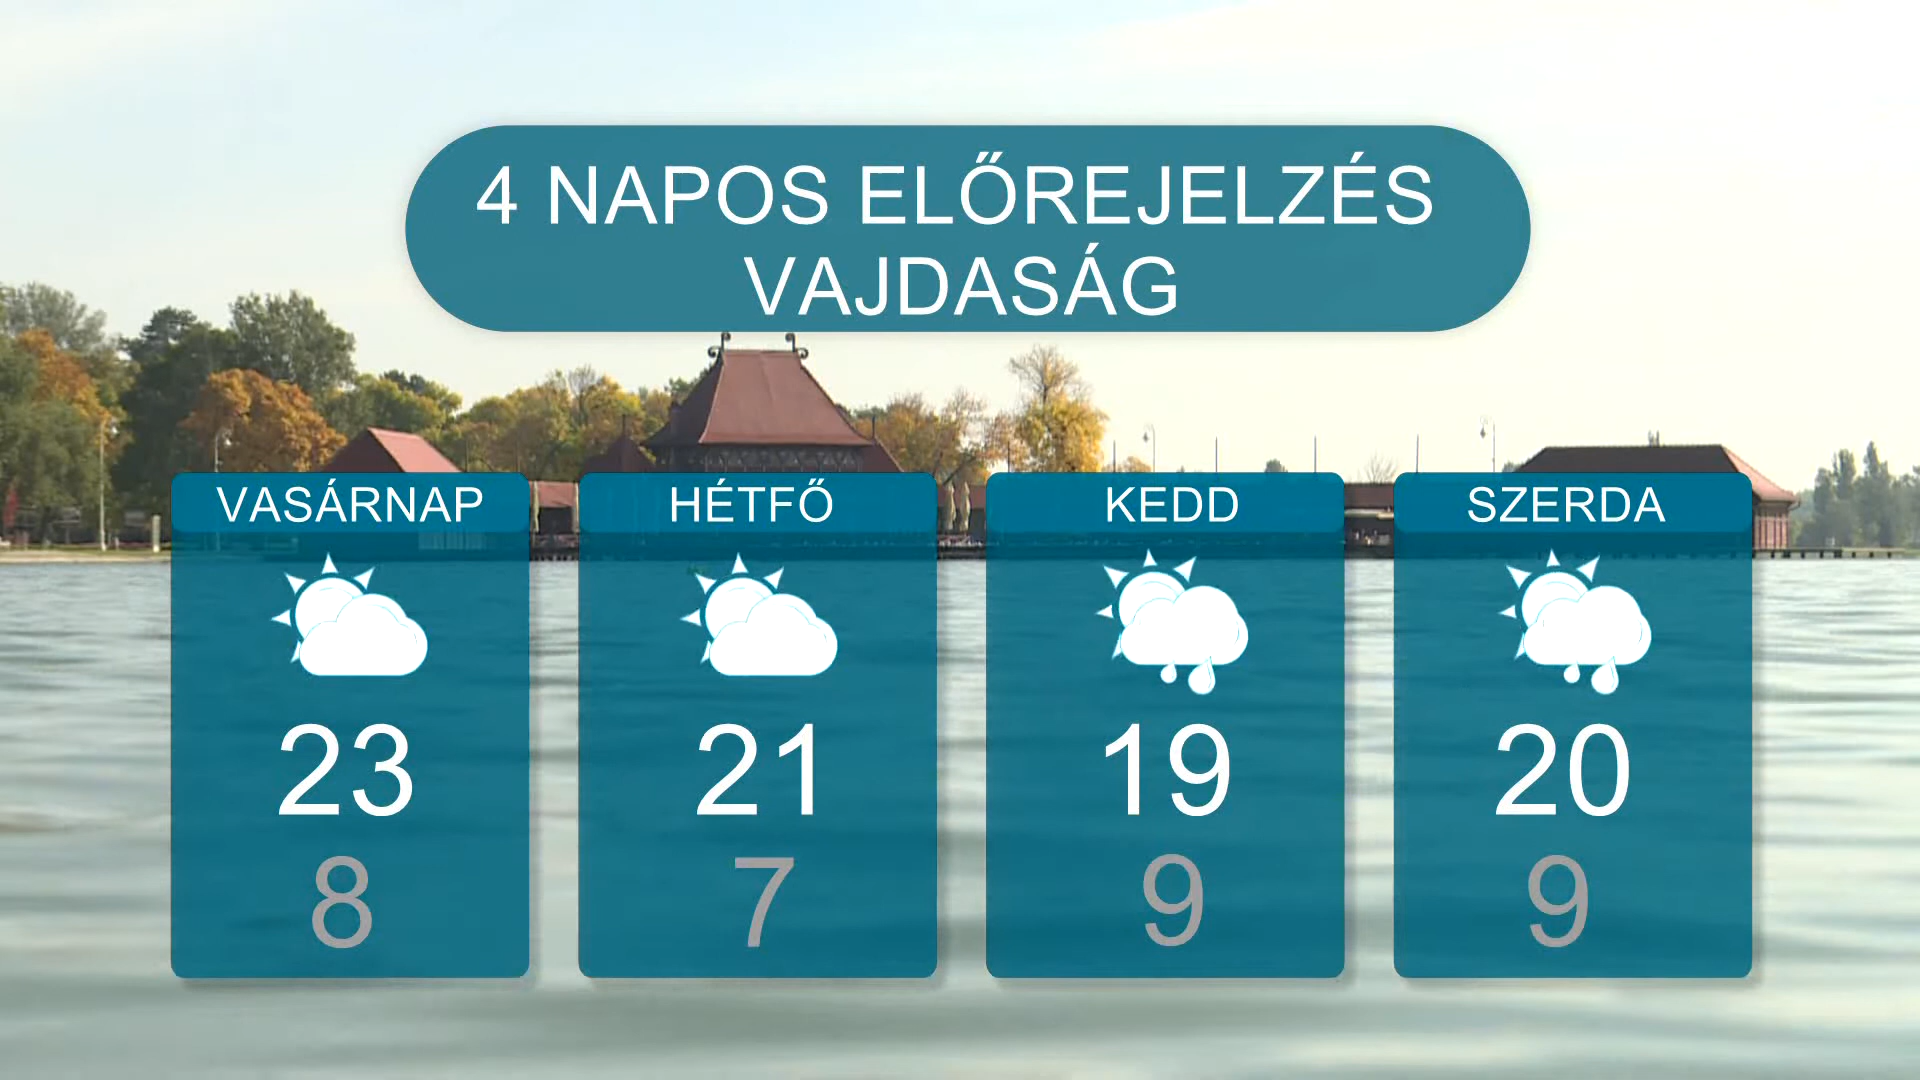 4 NAPOS ELŐREJELZÉS
VAJDASÁG
VASÁRNAP
23
8
HÉTFŐ
21
7
KEDD
19
9
SZERDA
20
9